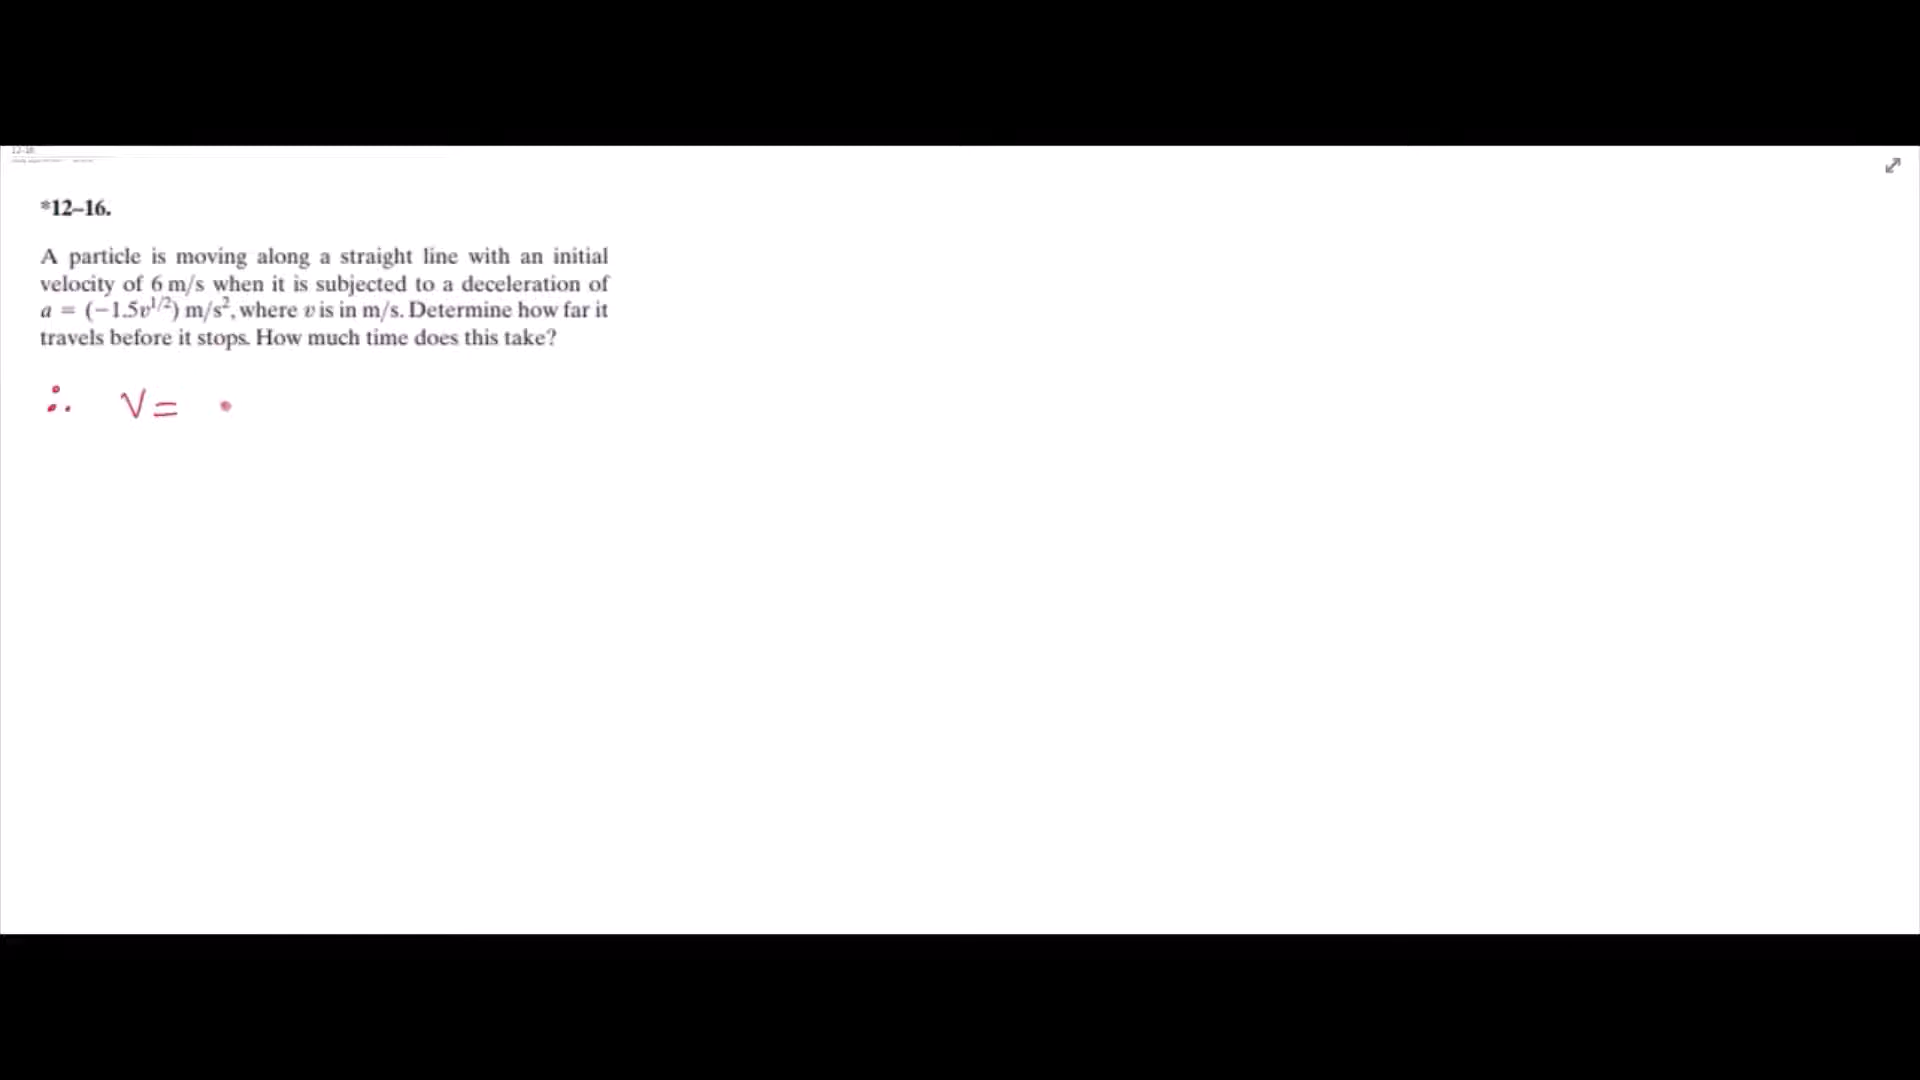 12-16
*12–16.
A particle is moving along a straight line with an initial
velocity of 6 m/s when it is subjected to a deceleration of
a = (−1.5v^1/2) m/s², where v is in m/s. Determine how far it
travels before it stops. How much time does this take?
∴ V=